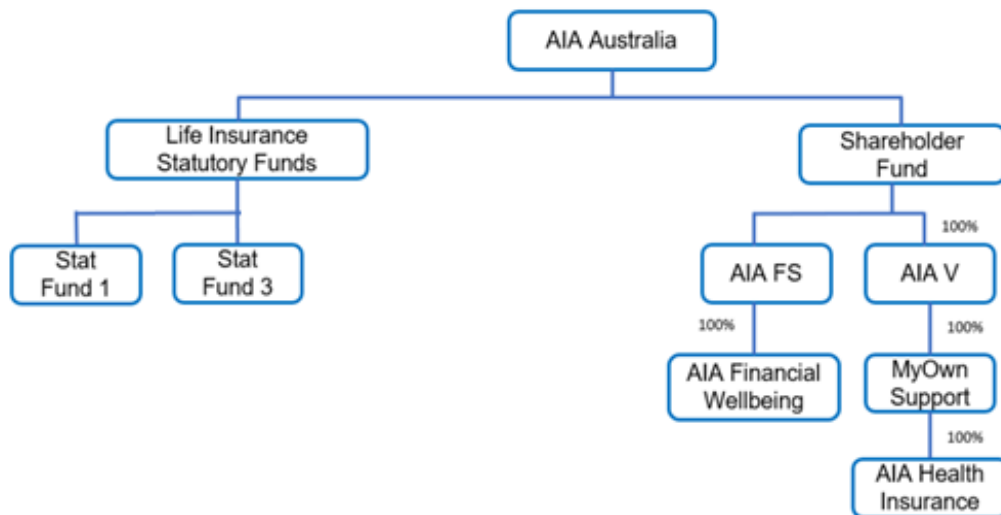 AIA Australia
Life Insurance
Statutory Funds
Shareholder
Fund
100%
Stat
Fund 1
Stat
Fund 3
AIA FS
AIA V
100%
100%
AIA Financial
Wellbeing
MyOwn
Support
100%
AIA Health
Insurance